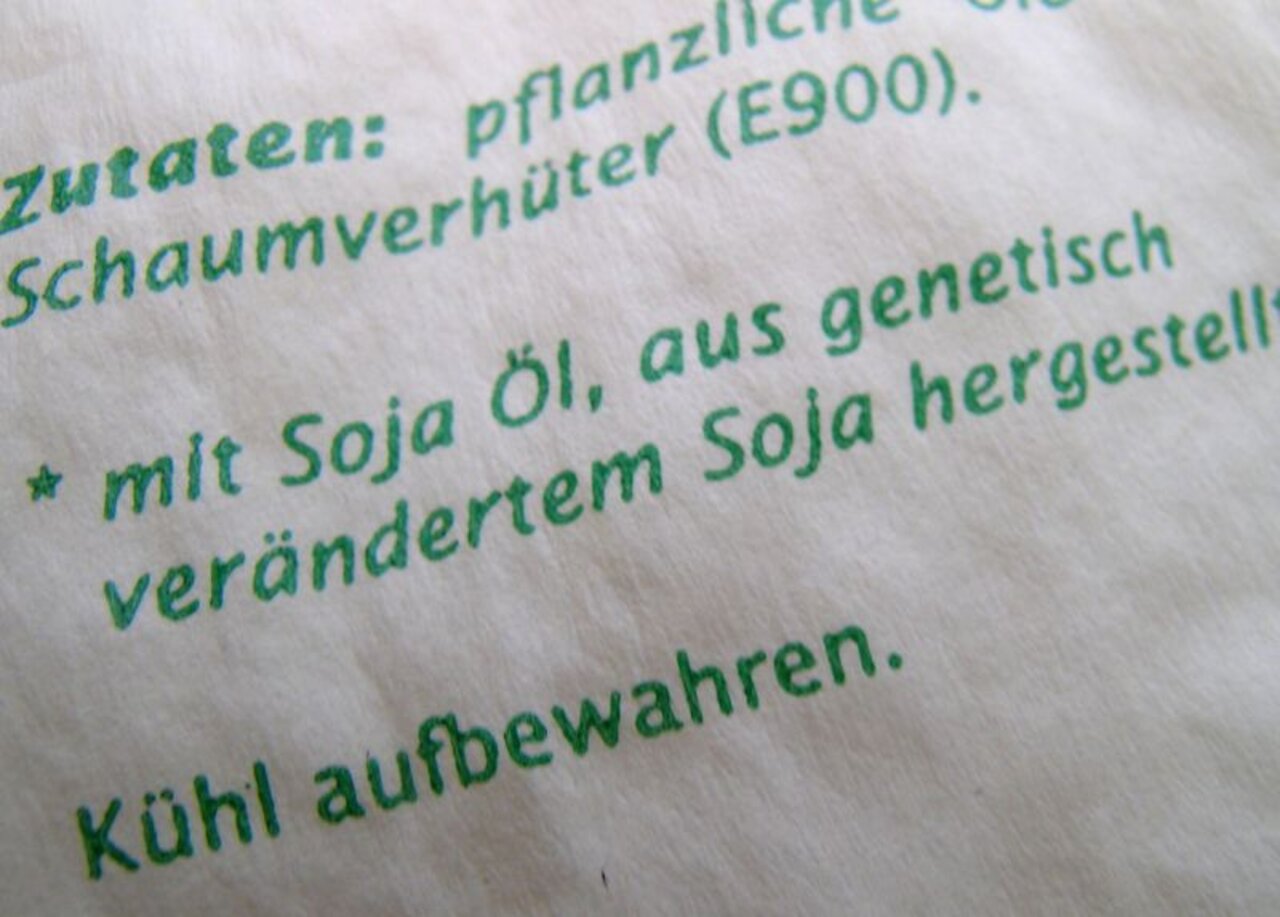 Zutaten: pflanzliche
Schaumverhüter (E900).
* mit Soja Öl, aus genetisch
verändertem Soja hergestellt
Kühl aufbewahren.